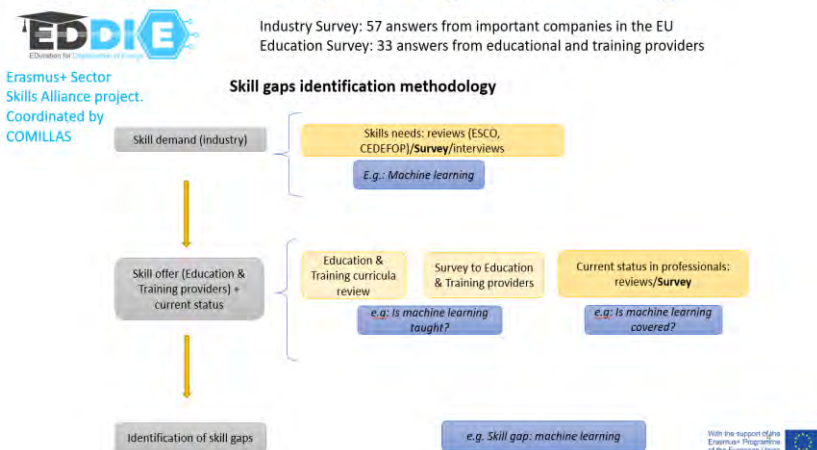 EDDIE
EDucation for Digitalisation of Energy
Industry Survey: 57 answers from important companies in the EU
Education Survey: 33 answers from educational and training providers
Erasmus+ Sector
Skills Alliance project.
Coordinated by
COMILLAS
Skill gaps identification methodology
Skill demand (industry)
Skills needs: reviews (ESCO,
CEDEFOP)/Survey/interviews
E.g.: Machine learning
Skill offer (Education &
Training providers) +
current status
Education &
Training curricula
review
Survey to Education
& Training providers
Current status in professionals:
reviews/Survey
e.g: Is machine learning
taught?
e.g: Is machine learning
covered?
Identification of skill gaps
e.g. Skill gap: machine learning
With the support of the
Erasmus+ Programme
of the European Union